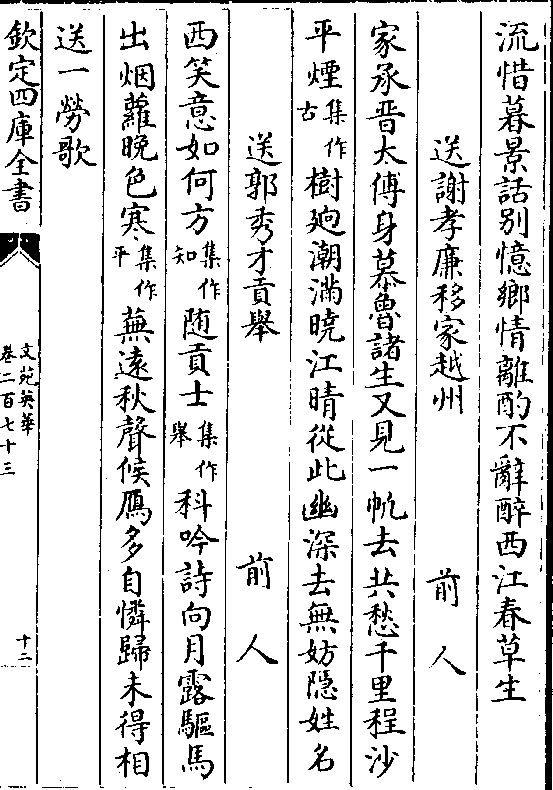 流惜暮景話别憶鄉情離酌不辭醉西江春草生
送謝孝廉移家越州　前人
家承晋太傅身慕魯諸生又見一帆去共愁千里程沙
平煙集作古樹逈潮滿曉江晴從此幽深去無妨隠姓名
送郭秀才貢舉　前人
西笑意如何方集作知随貢士集作舉科吟詩向月露驅馬
出烟蘿晚色寒集作平蕪遠秋聲候鴈多自憐歸未得相
送一勞歌
欽定四庫全書
文苑英華
卷二百七十三
十二